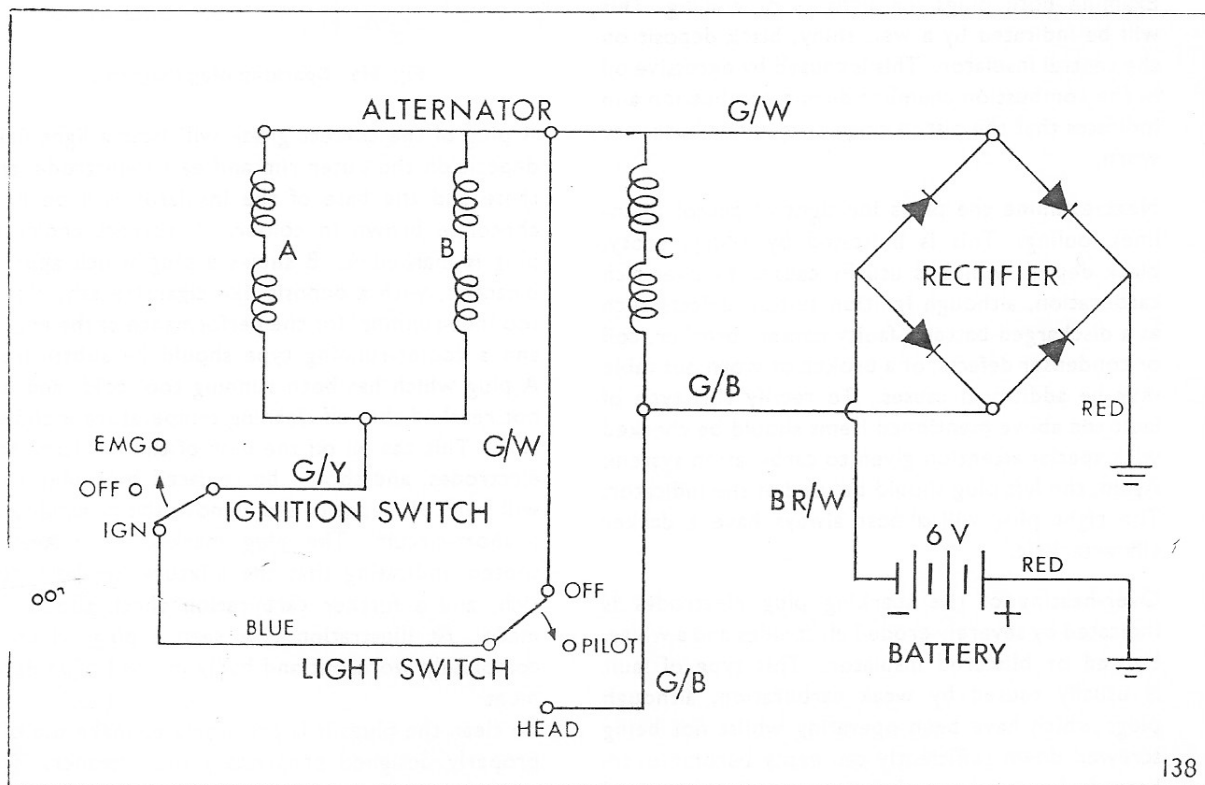 ALTERNATOR
G/W
A
B
C
RECTIFIER
G/B
RED
EMG
OFF
IGN
G/Y
IGNITION SWITCH
G/W
BR/W
6 V
RED
- +
BATTERY
OFF
PILOT
BLUE
LIGHT SWITCH
G/B
HEAD
138